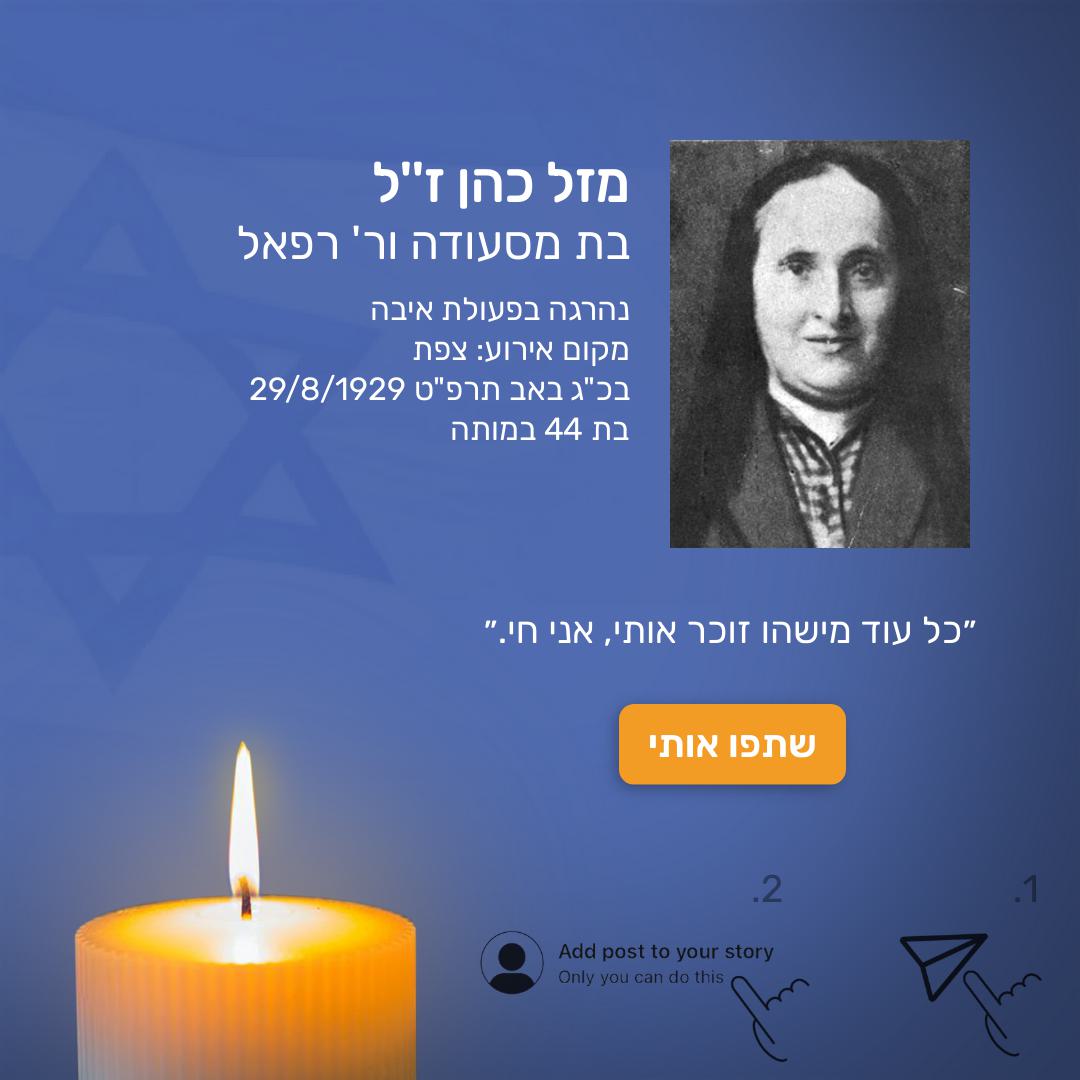 מזל כהן ז"ל
בת מסעודה ור' רפאל
נהרגה בפעולת איבה
מקום אירוע: צפת
בכ"ג באב תרפ"ט 29/8/1929
בת 44 במותה
״כל עוד מישהו זוכר אותי, אני חי.״
שתפו אותי
1.
2.
Add post to your story
Only you can do this